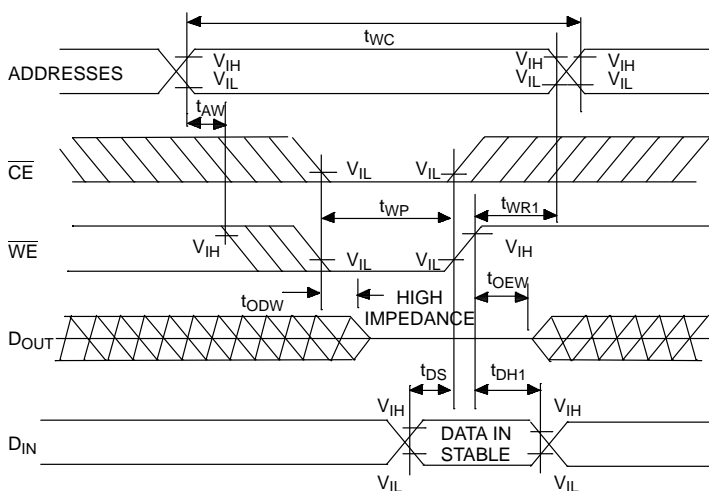 tWC
ADDRESSES
VIH
VIL
VIH
VIL
VIH
VIL
tAW
CE
VIL
VIL
tWP
tWR1
WE
VIH
VIL
VIL
VIH
tODW
HIGH
IMPEDANCE
tOEW
DOUT
tDS
tDH1
VIH
VIH
DIN
DATA IN
STABLE
VIL
VIL